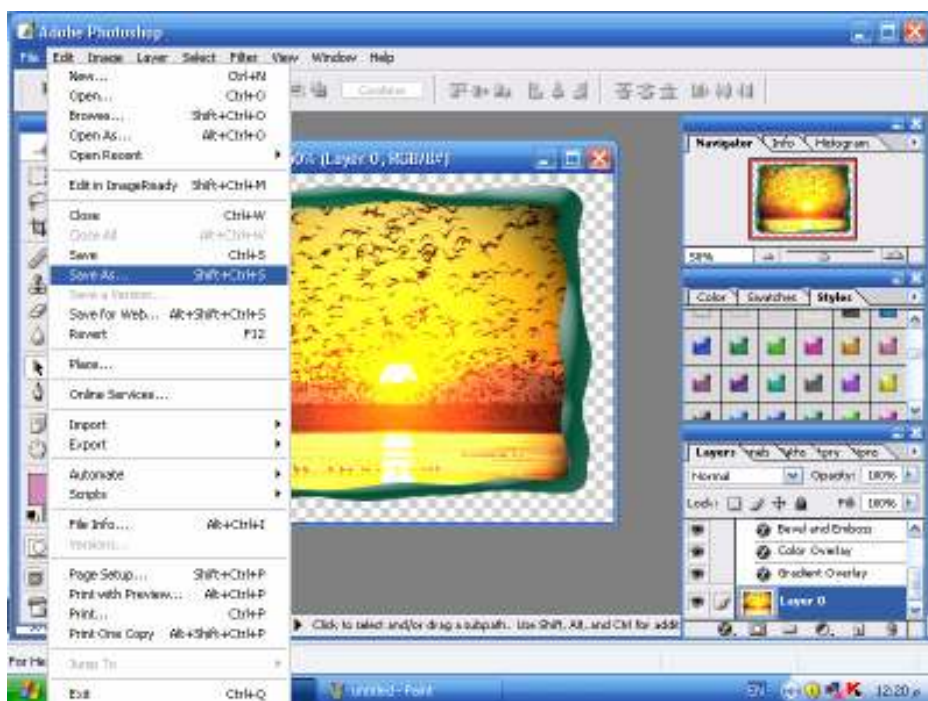 Adobe Photoshop
File Edit Image Layer Select Filter View Window Help
New... Ctrl+N
Open... Ctrl+O
Browse... Shift+Ctrl+O
Open As... Alt+Ctrl+O
Open Recent
Edit in ImageReady Shift+Ctrl+M
Close Ctrl+W
Close All Alt+Ctrl+W
Save Ctrl+S
Save As... Shift+Ctrl+S
Save a Version...
Save for Web... Alt+Shift+Ctrl+S
Revert F12
Place...
Online Services...
Import
Export
Automate
Scripts
File Info... Alt+Ctrl+I
Versions...
Page Setup... Shift+Ctrl+P
Print with Preview... Alt+Ctrl+P
Print... Ctrl+P
Print One Copy Alt+Shift+Ctrl+P
Jump To
Exit Ctrl+Q
(Layer 0, RGB/8#)
Navigator Info Histogram
50%
Color Swatches Styles
Layers
Normal Opacity: 100%
Lock: Fill: 100%
Bevel and Emboss
Color Overlay
Gradient Overlay
Layer 0
Click to select and/or drag a subpath. Use Shift, Alt, and Ctrl for addit
For He
untitled - Paint
EN
12:20 م